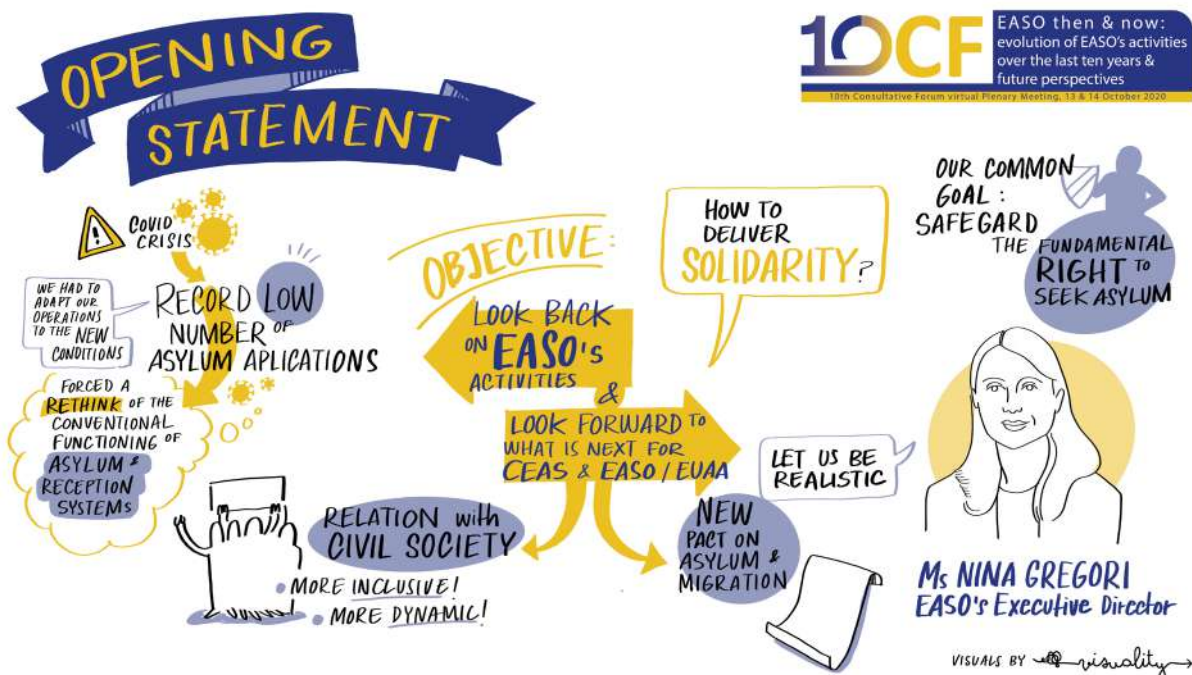 OPENING
STATEMENT
10CF
EASO then & now:
evolution of EASO's activities
over the last ten years &
future perspectives
10th Consultative Forum virtual Plenary Meeting, 13 & 14 October 2020
COVID
CRISIS
WE HAD TO
ADAPT OUR
OPERATIONS
TO THE NEW
CONDITIONS
RECORD LOW
NUMBER OF
ASYLUM APLICATIONS
FORCED A
RETHINK OF THE
CONVENTIONAL
FUNCTIONING OF
ASYLUM &
RECEPTION
SYSTEMS
OBJECTIVE:
LOOK BACK
ON EASO's
ACTIVITIES
&
LOOK FORWARD TO
WHAT IS NEXT FOR
CEAS & EASO/EUAA
RELATION with
CIVIL SOCIETY
• MORE INCLUSIVE!
• MORE DYNAMIC!
NEW
PACT ON
ASYLUM &
MIGRATION
HOW TO
DELIVER
SOLIDARITY?
OUR COMMON
GOAL:
SAFEGARD
THE FUNDAMENTAL
RIGHT TO
SEEK ASYLUM
LET US BE
REALISTIC
Ms NINA GREGORI
EASO's Executive Director
VISUALS BY visuality